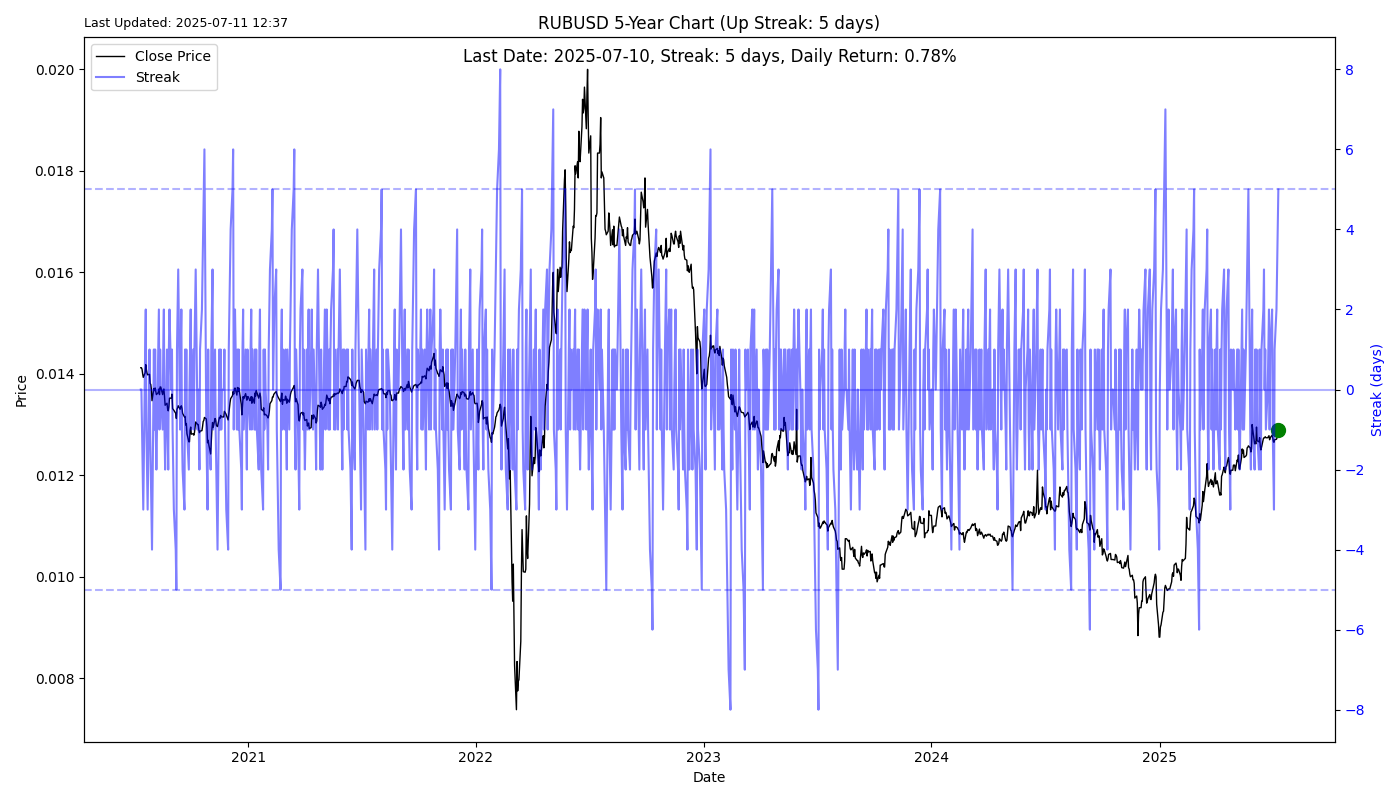 Last Updated: 2025-07-11 12:37
RUBUSD 5-Year Chart (Up Streak: 5 days)
Last Date: 2025-07-10, Streak: 5 days, Daily Return: 0.78%
Close Price
Streak
0.020
0.018
0.016
0.014
0.012
0.010
0.008
Price
8
6
4
2
0
−2
−4
−6
−8
Streak (days)
2021
2022
2023
2024
2025
Date